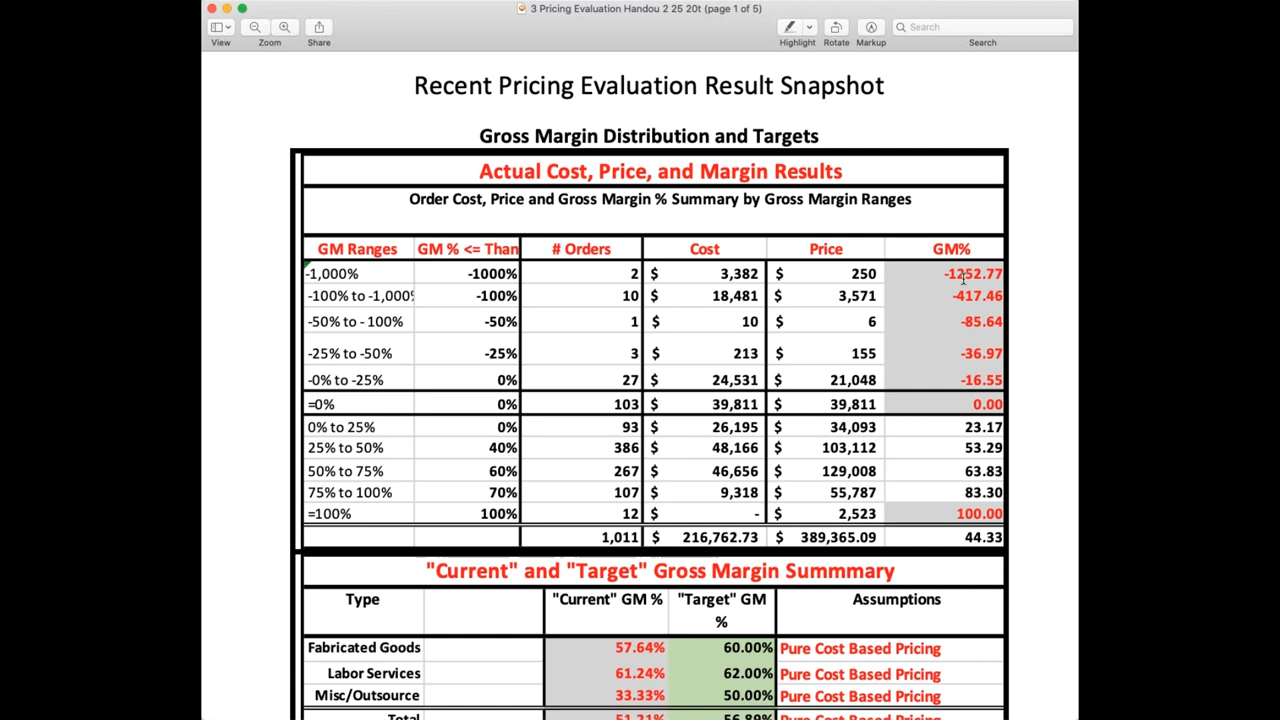 3 Pricing Evaluation Handou 2 25 20t (page 1 of 5)
Search
View Zoom Share Highlight Rotate Markup Search
Recent Pricing Evaluation Result Snapshot
Gross Margin Distribution and Targets
Actual Cost, Price, and Margin Results
Order Cost, Price and Gross Margin % Summary by Gross Margin Ranges
GM Ranges GM % <= Than # Orders Cost Price GM%
-1,000% -1000% 2 $ 3,382 $ 250 -1252.77
-100% to -1,000% -100% 10 $ 18,481 $ 3,571 -417.46
-50% to - 100% -50% 1 $ 10 $ 6 -85.64
-25% to -50% -25% 3 $ 213 $ 155 -36.97
-0% to -25% 0% 27 $ 24,531 $ 21,048 -16.55
=0% 0% 103 $ 39,811 $ 39,811 0.00
0% to 25% 0% 93 $ 26,195 $ 34,093 23.17
25% to 50% 40% 386 $ 48,166 $ 103,112 53.29
50% to 75% 60% 267 $ 46,656 $ 129,008 63.83
75% to 100% 70% 107 $ 9,318 $ 55,787 83.30
=100% 100% 12 $ - $ 2,523 100.00
1,011 $ 216,762.73 $ 389,365.09 44.33
"Current" and "Target" Gross Margin Summmary
Type "Current" GM % "Target" GM % Assumptions
Fabricated Goods 57.64% 60.00% Pure Cost Based Pricing
Labor Services 61.24% 62.00% Pure Cost Based Pricing
Misc/Outsource 33.33% 50.00% Pure Cost Based Pricing
Total 51.21% 56.89% Pure Cost Based Pricing